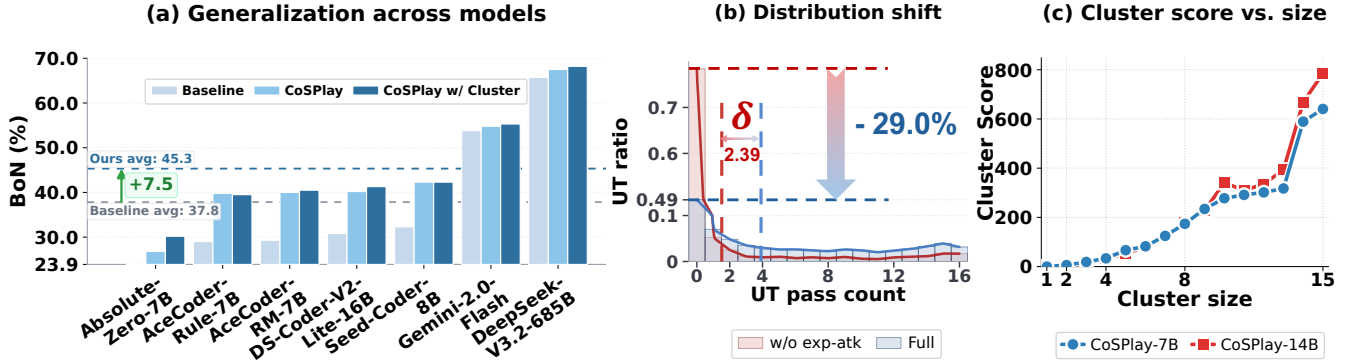 (a) Generalization across models
BoN (%)
70.0
60.0
50.0
40.0
30.0
23.9
Baseline
CoSPlay
CoSPlay w/ Cluster
Ours avg: 45.3
+7.5
Baseline avg: 37.8
Absolute-
Zero-7B
AceCoder-
Rule-7B
AceCoder-
RM-7B
DS-Coder-V2-
Lite-16B
Seed-Coder-
8B
Gemini-2.0-
Flash
DeepSeek-
V3.2-685B
(b) Distribution shift
UT ratio
0.7
0.6
0.49
0.1
0
δ
2.39
- 29.0%
0 2 4 8 12 16
UT pass count
w/o exp-atk
Full
(c) Cluster score vs. size
Cluster Score
800
600
400
200
0
1 2 4 8 15
Cluster size
CoSPlay-7B
CoSPlay-14B